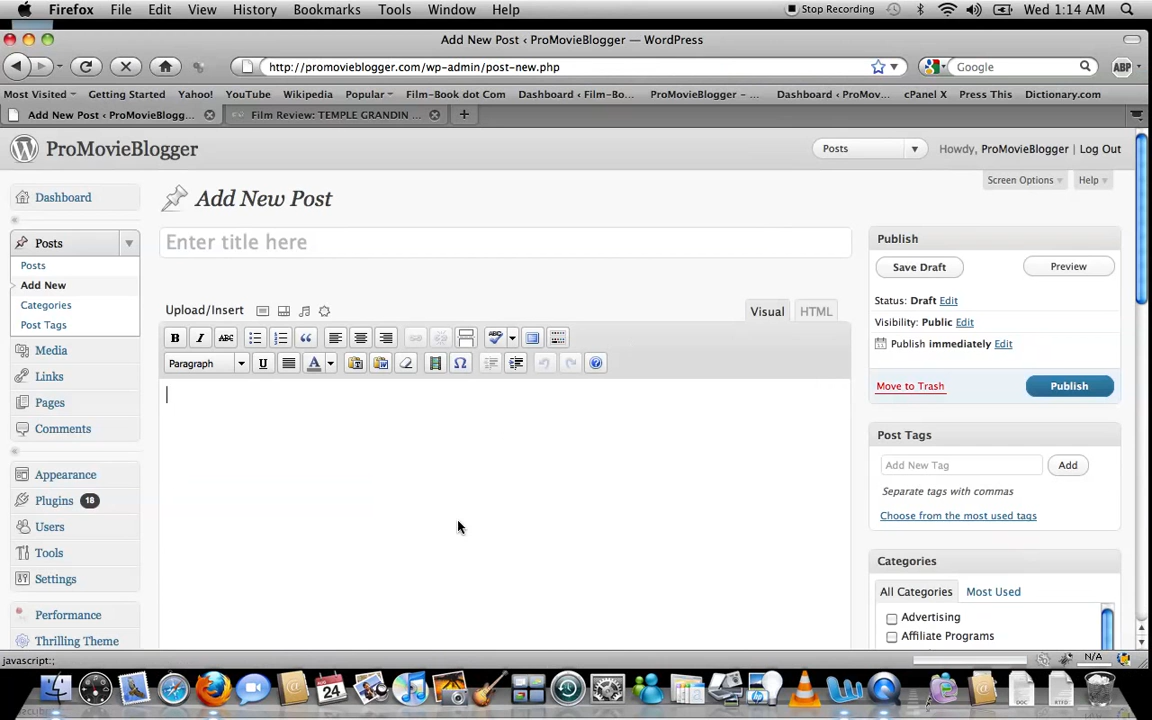 Firefox File Edit View History Bookmarks Tools Window Help Stop Recording Wed 1:14 AM
Add New Post ‹ ProMovieBlogger — WordPress
http://promovieblogger.com/wp-admin/post-new.php Google ABP
Most Visited Getting Started Yahoo! YouTube Wikipedia Popular Film-Book dot Com Dashboard ‹ Film-Bo... ProMovieBlogger – ... Dashboard ‹ ProMov... cPanel X Press This Dictionary.com
Add New Post ‹ ProMovieBlogg... Film Review: TEMPLE GRANDIN ...
ProMovieBlogger Posts Howdy, ProMovieBlogger | Log Out
Screen Options Help
Dashboard
Add New Post
Posts
Posts
Add New
Categories
Post Tags
Media
Links
Pages
Comments
Appearance
Plugins 18
Users
Tools
Settings
Performance
Thrilling Theme
Enter title here
Upload/Insert Visual HTML
B I ABC ABC
Paragraph U A Ω
Publish
Save Draft Preview
Status: Draft Edit
Visibility: Public Edit
Publish immediately Edit
Move to Trash Publish
Post Tags
Add New Tag Add
Separate tags with commas
Choose from the most used tags
Categories
All Categories Most Used
Advertising
Affiliate Programs
javascript:; N/A
24